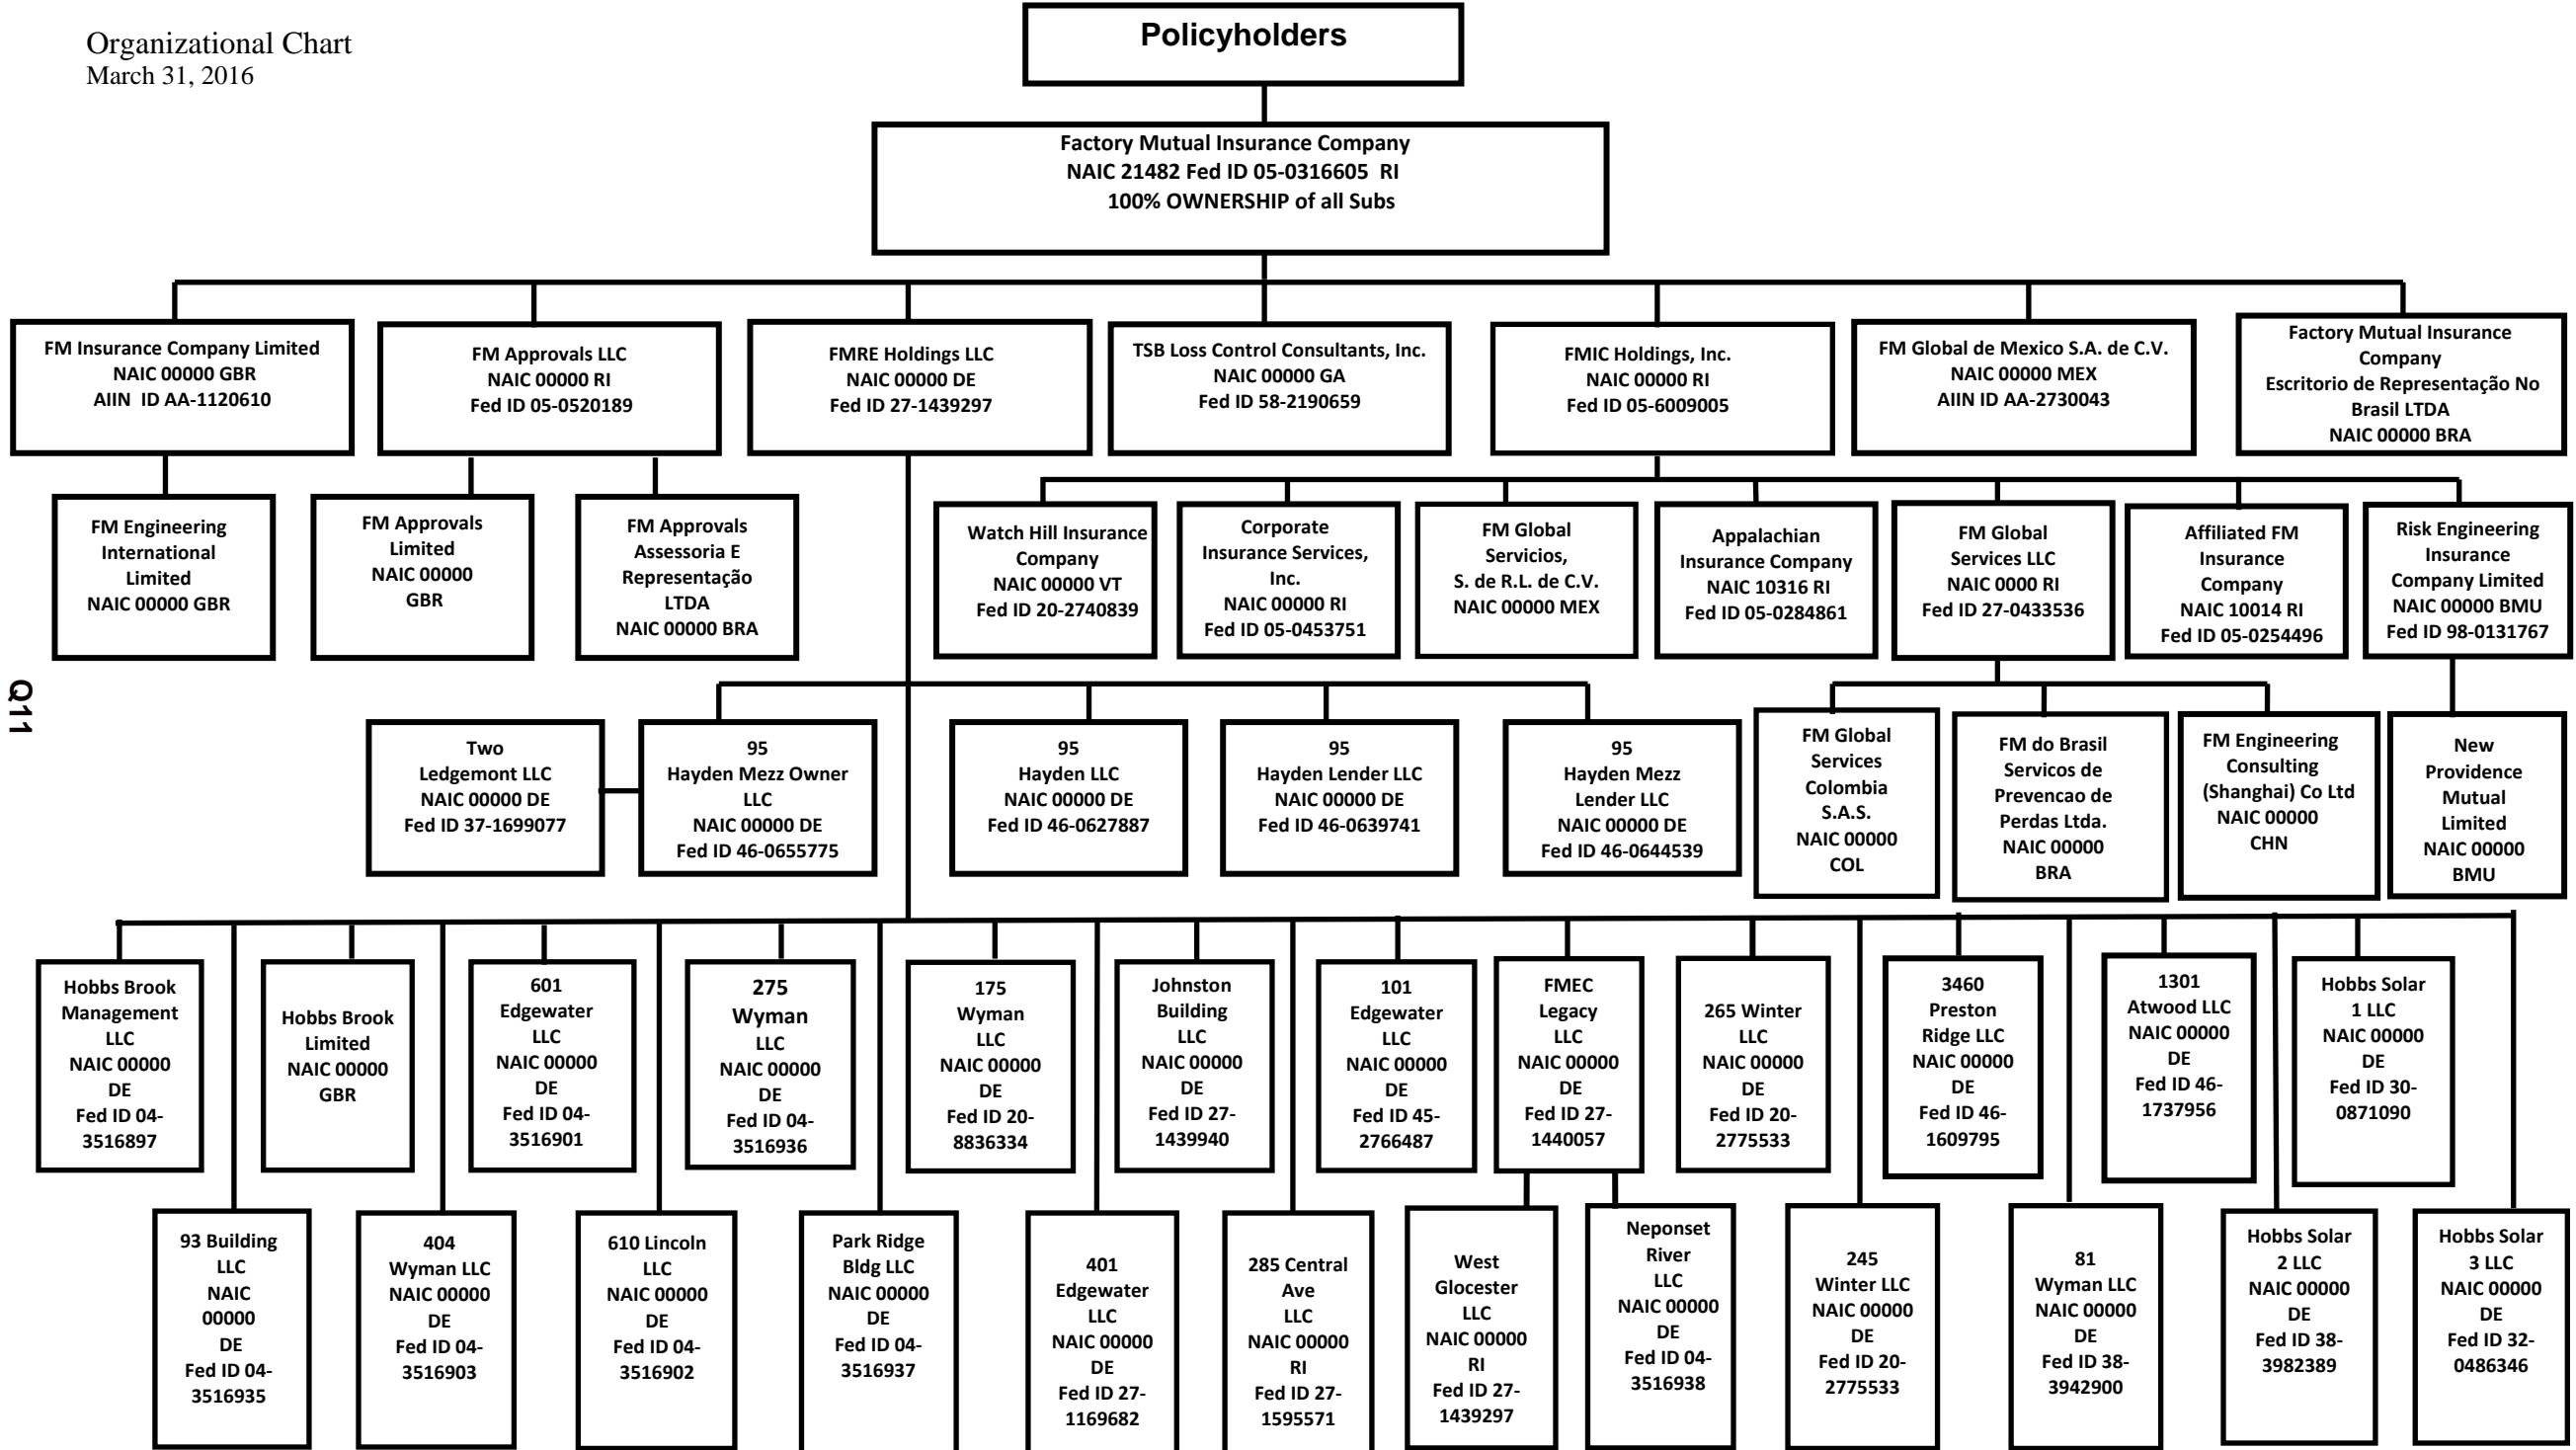 Organizational Chart
March 31, 2016
Policyholders
Factory Mutual Insurance Company
NAIC 21482 Fed ID 05-0316605 RI
100% OWNERSHIP of all Subs
FM Insurance Company Limited
NAIC 00000 GBR
AIIN ID AA-1120610
FM Approvals LLC
NAIC 00000 RI
Fed ID 05-0520189
FMRE Holdings LLC
NAIC 00000 DE
Fed ID 27-1439297
TSB Loss Control Consultants, Inc.
NAIC 00000 GA
Fed ID 58-2190659
FMIC Holdings, Inc.
NAIC 00000 RI
Fed ID 05-6009005
FM Global de Mexico S.A. de C.V.
NAIC 00000 MEX
AIIN ID AA-2730043
Factory Mutual Insurance
Company
Escritorio de Representação No
Brasil LTDA
NAIC 00000 BRA
FM Engineering
International
Limited
NAIC 00000 GBR
FM Approvals
Limited
NAIC 00000
GBR
FM Approvals
Assessoria E
Representação
LTDA
NAIC 00000 BRA
Watch Hill Insurance
Company
NAIC 00000 VT
Fed ID 20-2740839
Corporate
Insurance Services,
Inc.
NAIC 00000 RI
Fed ID 05-0453751
FM Global
Servicios,
S. de R.L. de C.V.
NAIC 00000 MEX
Appalachian
Insurance Company
NAIC 10316 RI
Fed ID 05-0284861
FM Global
Services LLC
NAIC 0000 RI
Fed ID 27-0433536
Affiliated FM
Insurance
Company
NAIC 10014 RI
Fed ID 05-0254496
Risk Engineering
Insurance
Company Limited
NAIC 00000 BMU
Fed ID 98-0131767
Q11
Two
Ledgemont LLC
NAIC 00000 DE
Fed ID 37-1699077
95
Hayden Mezz Owner
LLC
NAIC 00000 DE
Fed ID 46-0655775
95
Hayden LLC
NAIC 00000 DE
Fed ID 46-0627887
95
Hayden Lender LLC
NAIC 00000 DE
Fed ID 46-0639741
95
Hayden Mezz
Lender LLC
NAIC 00000 DE
Fed ID 46-0644539
FM Global
Services
Colombia
S.A.S.
NAIC 00000
COL
FM do Brasil
Servicos de
Prevencao de
Perdas Ltda.
NAIC 00000
BRA
FM Engineering
Consulting
(Shanghai) Co Ltd
NAIC 00000
CHN
New
Providence
Mutual
Limited
NAIC 00000
BMU
Hobbs Brook
Management
LLC
NAIC 00000
DE
Fed ID 04-
3516897
Hobbs Brook
Limited
NAIC 00000
GBR
601
Edgewater
LLC
NAIC 00000
DE
Fed ID 04-
3516901
275
Wyman
LLC
NAIC 00000
DE
Fed ID 04-
3516936
175
Wyman
LLC
NAIC 00000
DE
Fed ID 20-
8836334
Johnston
Building
LLC
NAIC 00000
DE
Fed ID 27-
1439940
101
Edgewater
LLC
NAIC 00000
DE
Fed ID 45-
2766487
FMEC
Legacy
LLC
NAIC 00000
DE
Fed ID 27-
1440057
265 Winter
LLC
NAIC 00000
DE
Fed ID 20-
2775533
3460
Preston
Ridge LLC
NAIC 00000
DE
Fed ID 46-
1609795
1301
Atwood LLC
NAIC 00000
DE
Fed ID 46-
1737956
Hobbs Solar
1 LLC
NAIC 00000
DE
Fed ID 30-
0871090
93 Building
LLC
NAIC
00000
DE
Fed ID 04-
3516935
404
Wyman LLC
NAIC 00000
DE
Fed ID 04-
3516903
610 Lincoln
LLC
NAIC 00000
DE
Fed ID 04-
3516902
Park Ridge
Bldg LLC
NAIC 00000
DE
Fed ID 04-
3516937
401
Edgewater
LLC
NAIC 00000
DE
Fed ID 27-
1169682
285 Central
Ave
LLC
NAIC 00000
RI
Fed ID 27-
1595571
West
Glocester
LLC
NAIC 00000
RI
Fed ID 27-
1439297
Neponset
River
LLC
NAIC 00000
DE
Fed ID 04-
3516938
245
Winter LLC
NAIC 00000
DE
Fed ID 20-
2775533
81
Wyman LLC
NAIC 00000
DE
Fed ID 38-
3942900
Hobbs Solar
2 LLC
NAIC 00000
DE
Fed ID 38-
3982389
Hobbs Solar
3 LLC
NAIC 00000
DE
Fed ID 32-
0486346